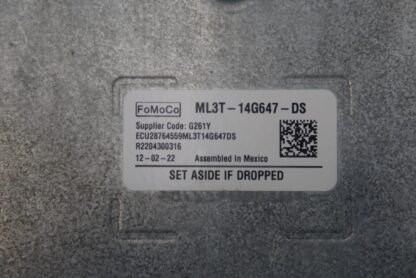 FoMoCo ML3T-14G647-DS
Supplier Code: G261Y
ECU28764559ML3T14G647DS
R2204300316
12-02-22 Assembled In Mexico
SET ASIDE IF DROPPED